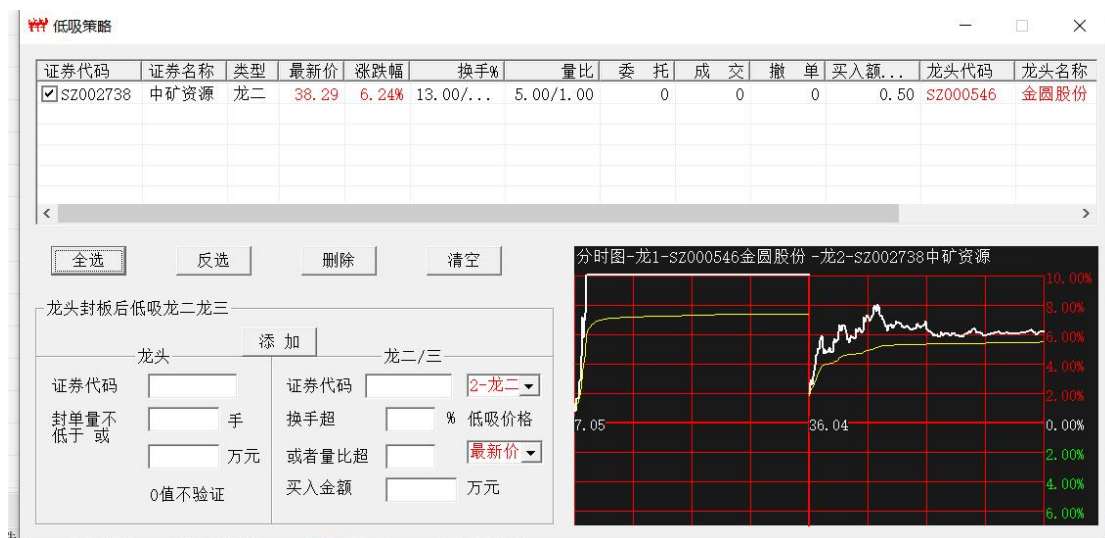 低吸策略
证券代码 证券名称 类型 最新价 涨跌幅 换手% 量比 委 托 成 交 撤 单 买入额... 龙头代码 龙头名称
SZ002738 中矿资源 龙二 38.29 6.24% 13.00/... 5.00/1.00 0 0 0 0.50 SZ000546 金圆股份
全选 反选 删除 清空
分时图-龙1-SZ000546金圆股份 -龙2-SZ002738中矿资源
10.00%
8.00%
6.00%
4.00%
2.00%
7.05 36.04 0.00%
2.00%
4.00%
6.00%
龙头封板后低吸龙二龙三
添 加
龙头 龙二/三
证券代码 证券代码 2-龙二
封单量不低于 或 手 换手超 % 低吸价格
万元 或者量比超 最新价
0值不验证 买入金额 万元